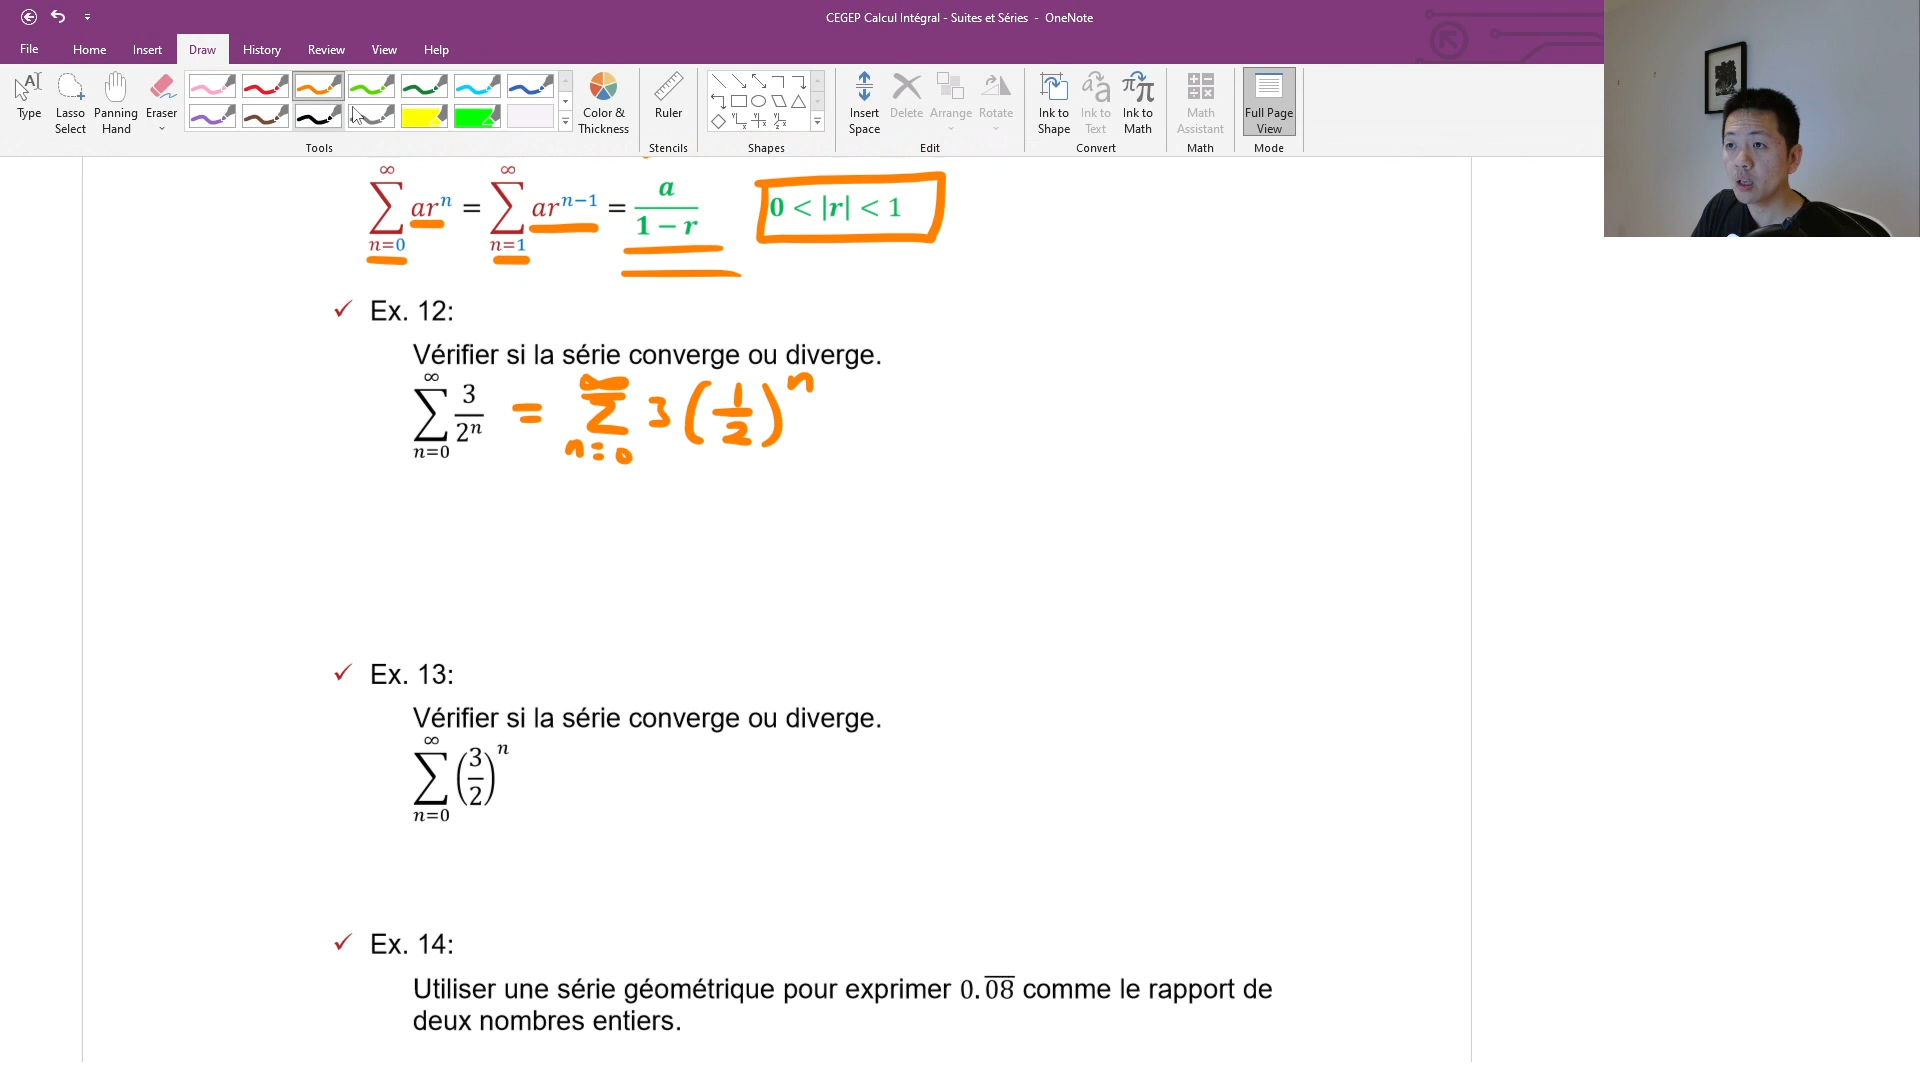 CEGEP Calcul Intégral - Suites et Séries - OneNote
File Home Insert Draw History Review View Help
Type
Lasso Select
Panning Hand
Eraser
Color & Thickness
Ruler
Insert Space
Delete
Arrange
Rotate
Ink to Shape
Ink to Text
Ink to Math
Math Assistant
Full Page View
Tools Stencils Shapes Edit Convert Math Mode
∑_{n=0}^{∞} ar^n = ∑_{n=1}^{∞} ar^{n−1} = a/(1 − r) 0 < |r| < 1
✓ Ex. 12:
Vérifier si la série converge ou diverge.
∑_{n=0}^{∞} 3/2^n = ∑_{n=0}^{∞} 3(1/2)^n
✓ Ex. 13:
Vérifier si la série converge ou diverge.
∑_{n=0}^{∞} (3/2)^n
✓ Ex. 14:
Utiliser une série géométrique pour exprimer 0.0̅8̅ comme le rapport de
deux nombres entiers.